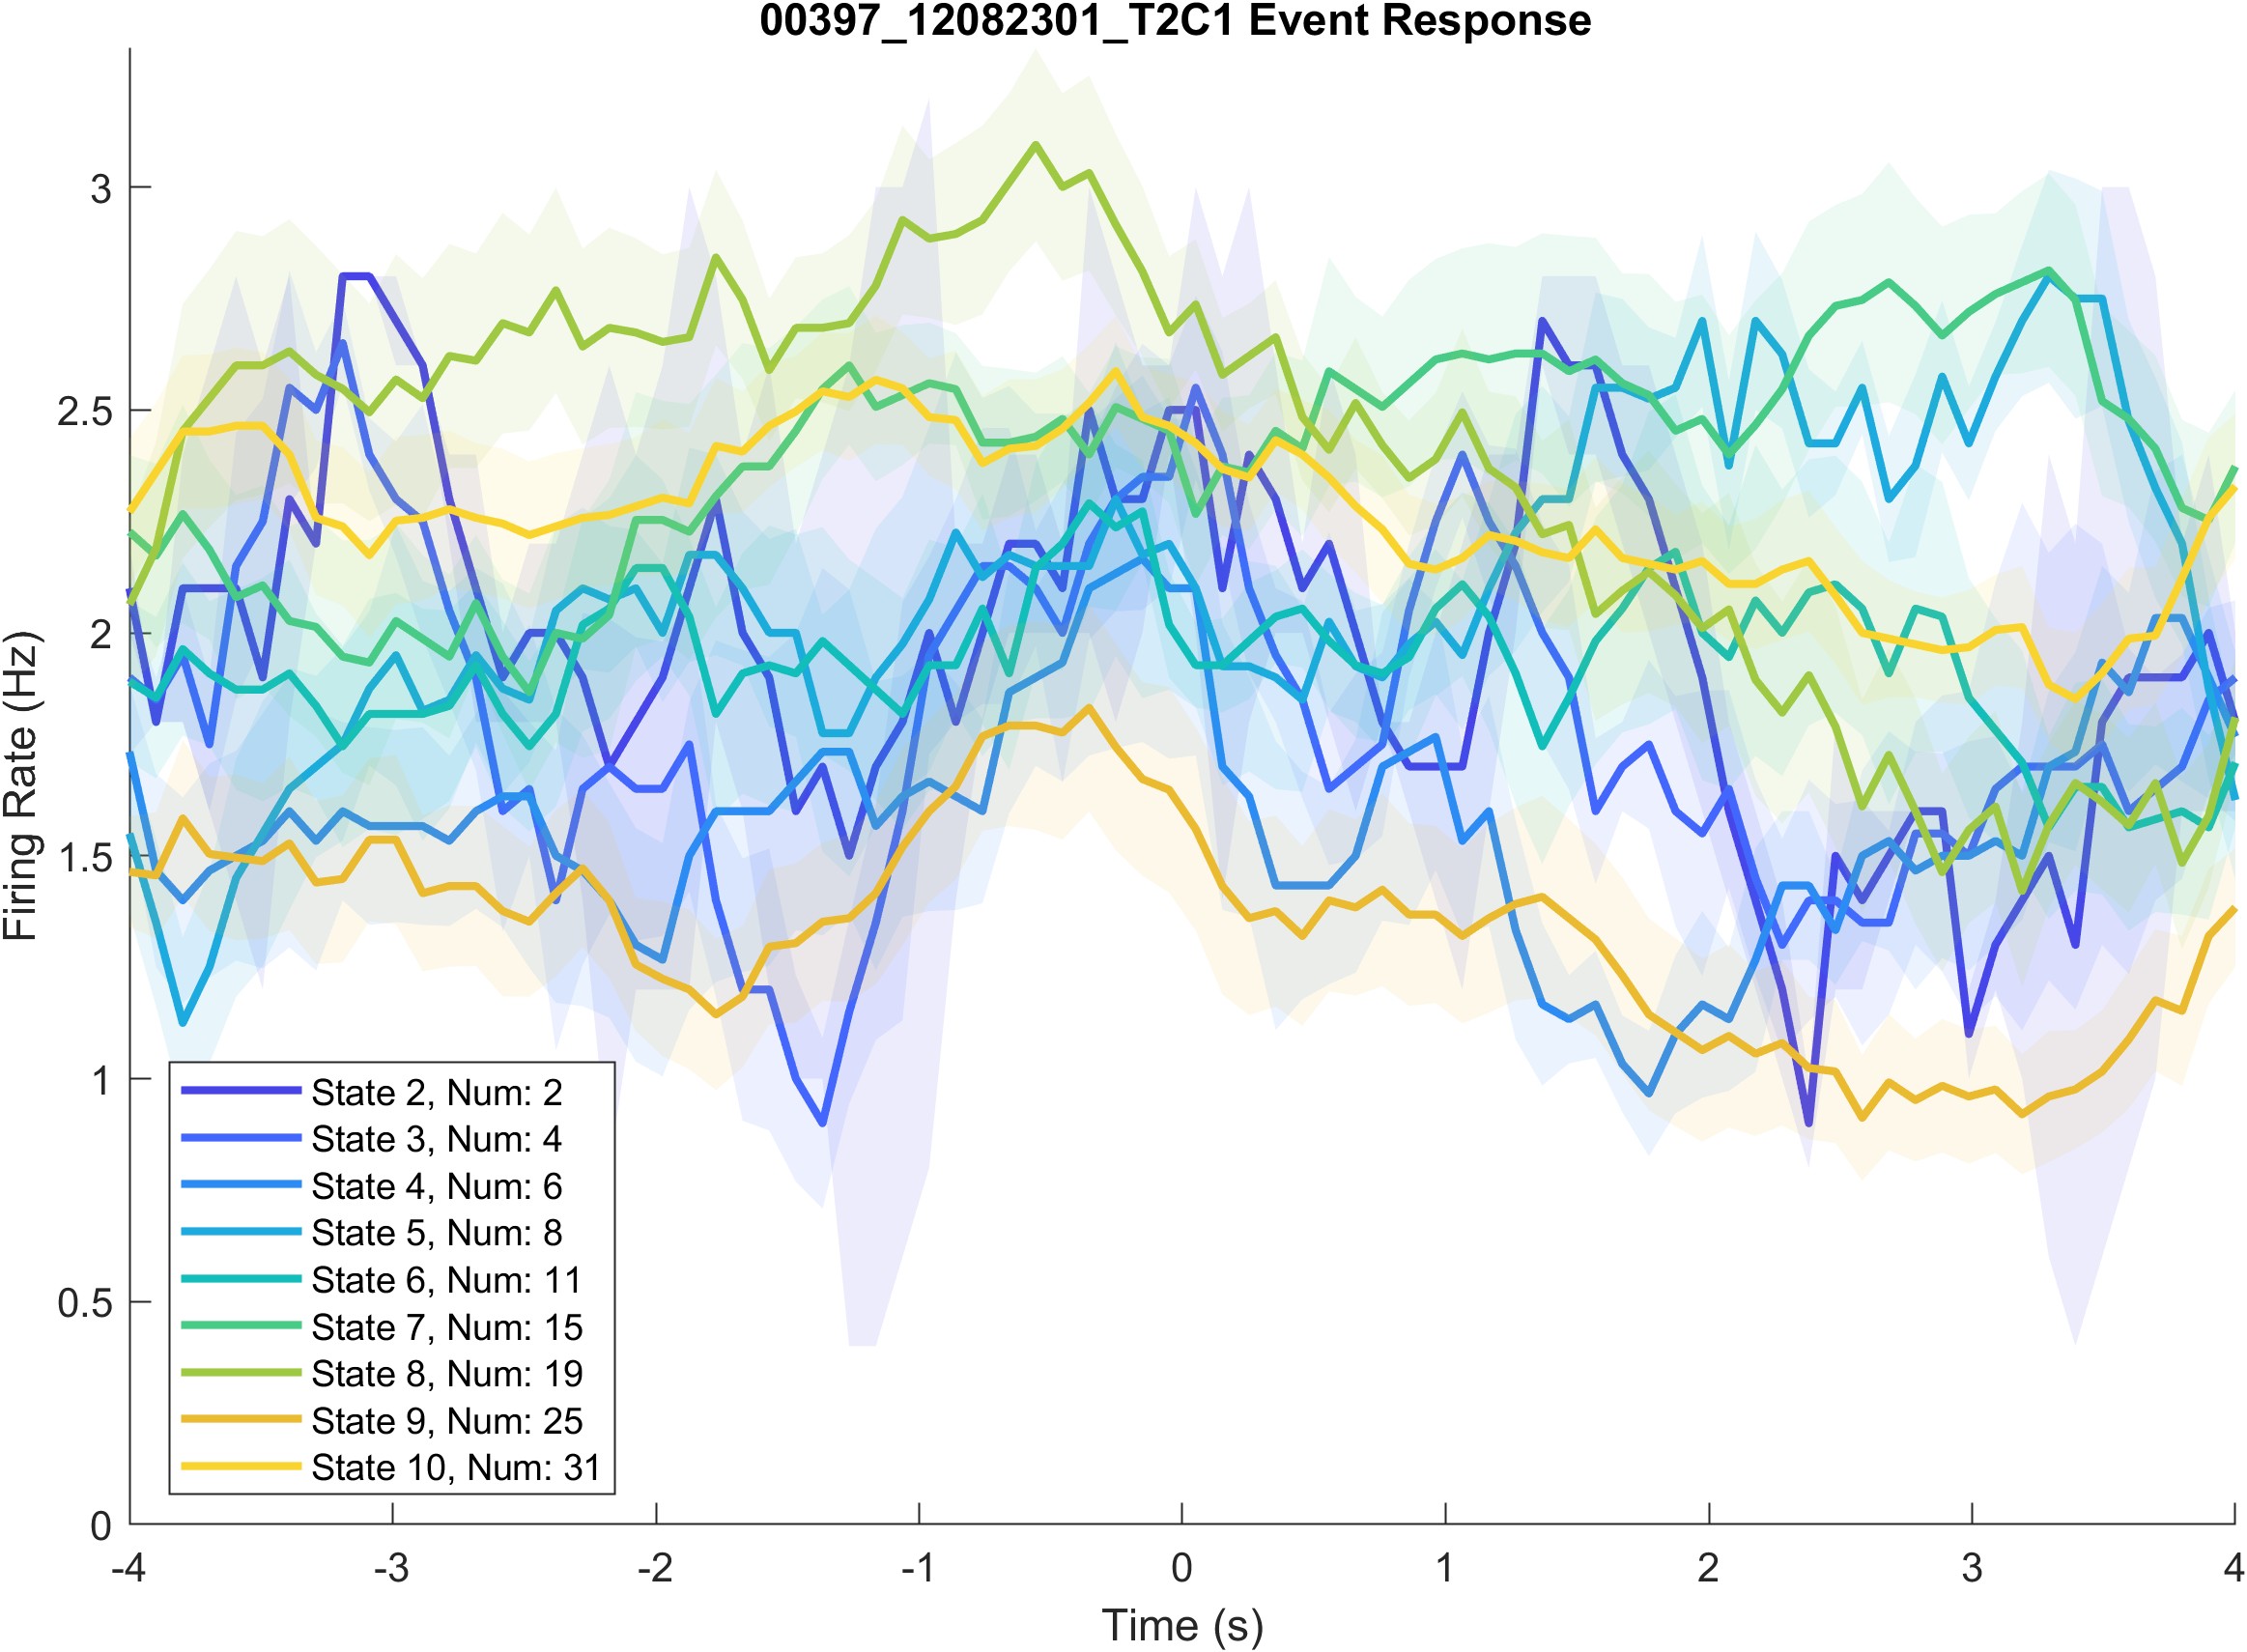 00397_12082301_T2C1 Event Response
Firing Rate (Hz)
3
2.5
2
1.5
1
0.5
0
State 2, Num: 2
State 3, Num: 4
State 4, Num: 6
State 5, Num: 8
State 6, Num: 11
State 7, Num: 15
State 8, Num: 19
State 9, Num: 25
State 10, Num: 31
-4 -3 -2 -1 0 1 2 3 4
Time (s)